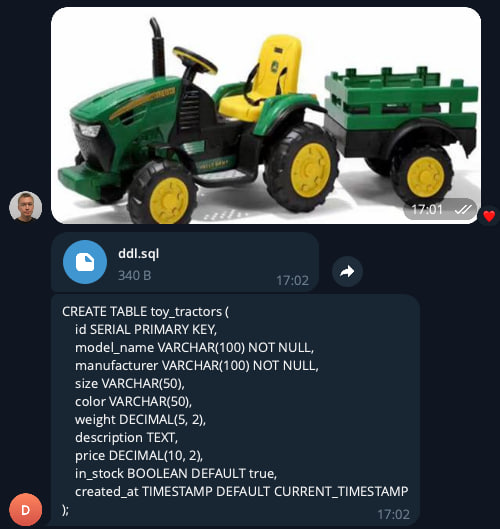 17:01
ddl.sql
340 B
17:02
CREATE TABLE toy_tractors (
id SERIAL PRIMARY KEY,
model_name VARCHAR(100) NOT NULL,
manufacturer VARCHAR(100) NOT NULL,
size VARCHAR(50),
color VARCHAR(50),
weight DECIMAL(5, 2),
description TEXT,
price DECIMAL(10, 2),
in_stock BOOLEAN DEFAULT true,
created_at TIMESTAMP DEFAULT CURRENT_TIMESTAMP
);
D
17:02